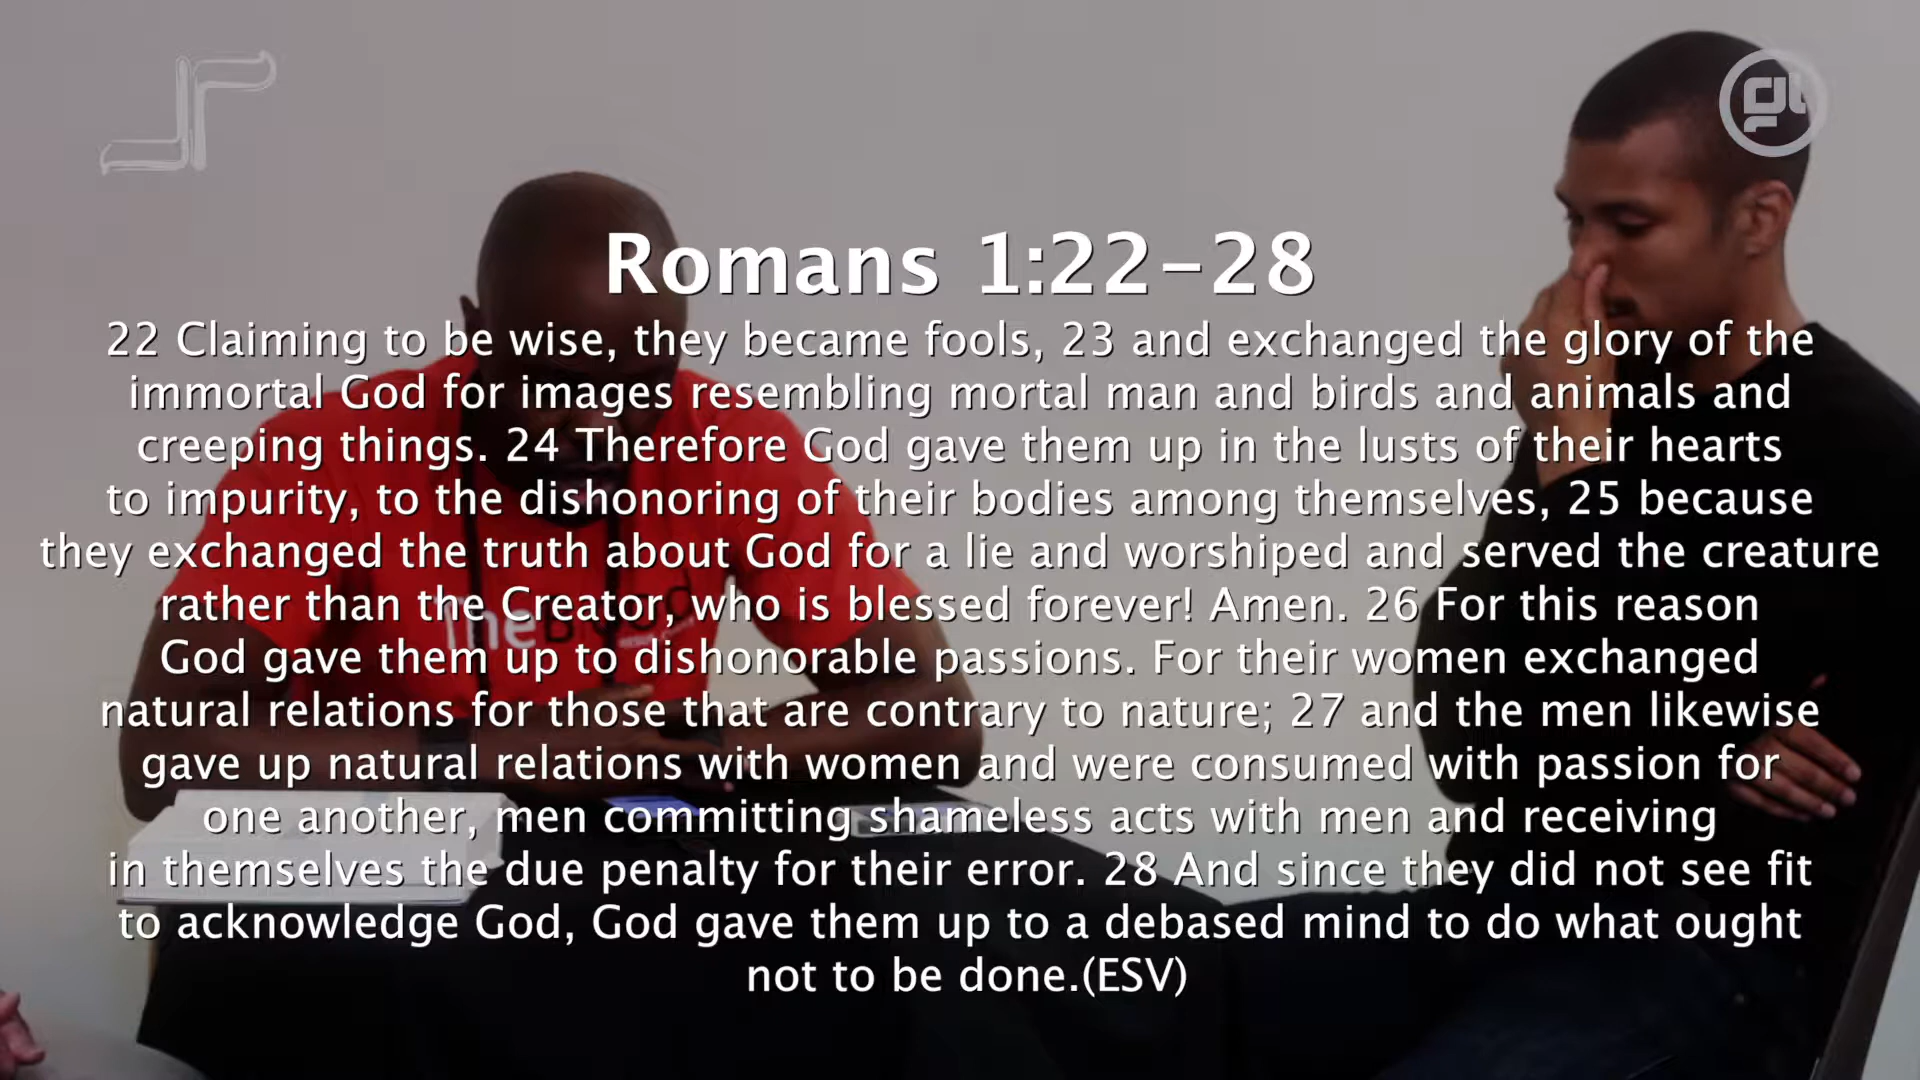 Romans 1:22-28
22 Claiming to be wise, they became fools, 23 and exchanged the glory of the
immortal God for images resembling mortal man and birds and animals and
creeping things. 24 Therefore God gave them up in the lusts of their hearts
to impurity, to the dishonoring of their bodies among themselves, 25 because
they exchanged the truth about God for a lie and worshiped and served the creature
rather than the Creator, who is blessed forever! Amen. 26 For this reason
God gave them up to dishonorable passions. For their women exchanged
natural relations for those that are contrary to nature; 27 and the men likewise
gave up natural relations with women and were consumed with passion for
one another, men committing shameless acts with men and receiving
in themselves the due penalty for their error. 28 And since they did not see fit
to acknowledge God, God gave them up to a debased mind to do what ought
not to be done.(ESV)
The